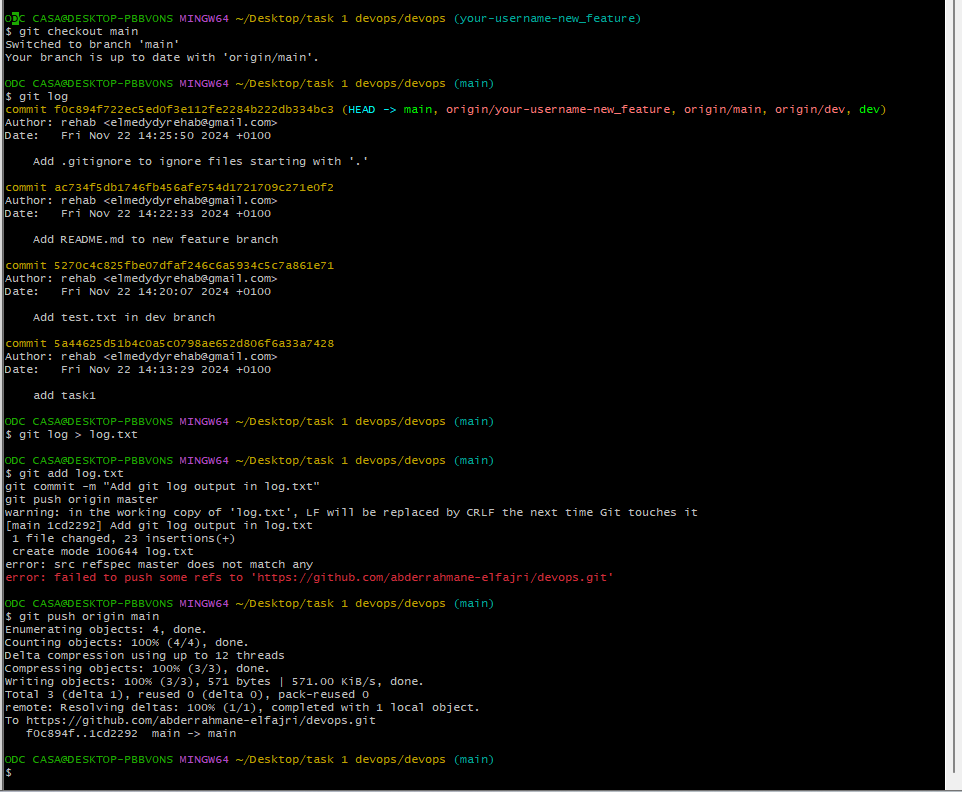 ODC CASA@DESKTOP-PBBV0NS MINGW64 ~/Desktop/task 1 devops/devops (your-username-new_feature)
$ git checkout main
Switched to branch 'main'
Your branch is up to date with 'origin/main'.
ODC CASA@DESKTOP-PBBV0NS MINGW64 ~/Desktop/task 1 devops/devops (main)
$ git log
commit f0c894f722ec5ed0f3e112fe2284b222db334bc3 (HEAD -> main, origin/your-username-new_feature, origin/main, origin/dev, dev)
Author: rehab <elmedydyrehab@gmail.com>
Date:   Fri Nov 22 14:25:50 2024 +0100
    Add .gitignore to ignore files starting with '.'
commit ac734f5db1746fb456afe754d1721709c271e0f2
Author: rehab <elmedydyrehab@gmail.com>
Date:   Fri Nov 22 14:22:33 2024 +0100
    Add README.md to new feature branch
commit 5270c4c825fbe07dfaf246c6a5934c5c7a861e71
Author: rehab <elmedydyrehab@gmail.com>
Date:   Fri Nov 22 14:20:07 2024 +0100
    Add test.txt in dev branch
commit 5a44625d51b4c0a5c0798ae652d806f6a33a7428
Author: rehab <elmedydyrehab@gmail.com>
Date:   Fri Nov 22 14:13:29 2024 +0100
    add task1
ODC CASA@DESKTOP-PBBV0NS MINGW64 ~/Desktop/task 1 devops/devops (main)
$ git log > log.txt
ODC CASA@DESKTOP-PBBV0NS MINGW64 ~/Desktop/task 1 devops/devops (main)
$ git add log.txt
git commit -m "Add git log output in log.txt"
git push origin master
warning: in the working copy of 'log.txt', LF will be replaced by CRLF the next time Git touches it
[main 1cd2292] Add git log output in log.txt
 1 file changed, 23 insertions(+)
 create mode 100644 log.txt
error: src refspec master does not match any
error: failed to push some refs to 'https://github.com/abderrahmane-elfajri/devops.git'
ODC CASA@DESKTOP-PBBV0NS MINGW64 ~/Desktop/task 1 devops/devops (main)
$ git push origin main
Enumerating objects: 4, done.
Counting objects: 100% (4/4), done.
Delta compression using up to 12 threads
Compressing objects: 100% (3/3), done.
Writing objects: 100% (3/3), 571 bytes | 571.00 KiB/s, done.
Total 3 (delta 1), reused 0 (delta 0), pack-reused 0
remote: Resolving deltas: 100% (1/1), completed with 1 local object.
To https://github.com/abderrahmane-elfajri/devops.git
   f0c894f..1cd2292  main -> main
ODC CASA@DESKTOP-PBBV0NS MINGW64 ~/Desktop/task 1 devops/devops (main)
$